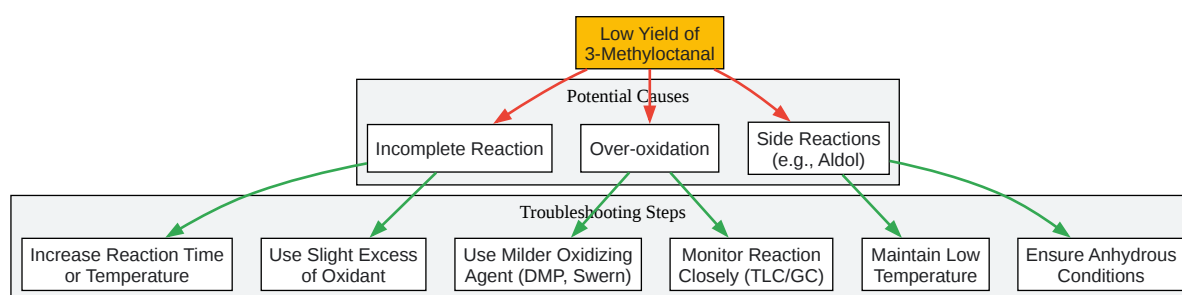 Low Yield of
3-Methyloctanal
Potential Causes
Incomplete Reaction
Over-oxidation
Side Reactions
(e.g., Aldol)
Troubleshooting Steps
Increase Reaction Time
or Temperature
Use Slight Excess
of Oxidant
Use Milder Oxidizing
Agent (DMP, Swern)
Monitor Reaction
Closely (TLC/GC)
Maintain Low
Temperature
Ensure Anhydrous
Conditions